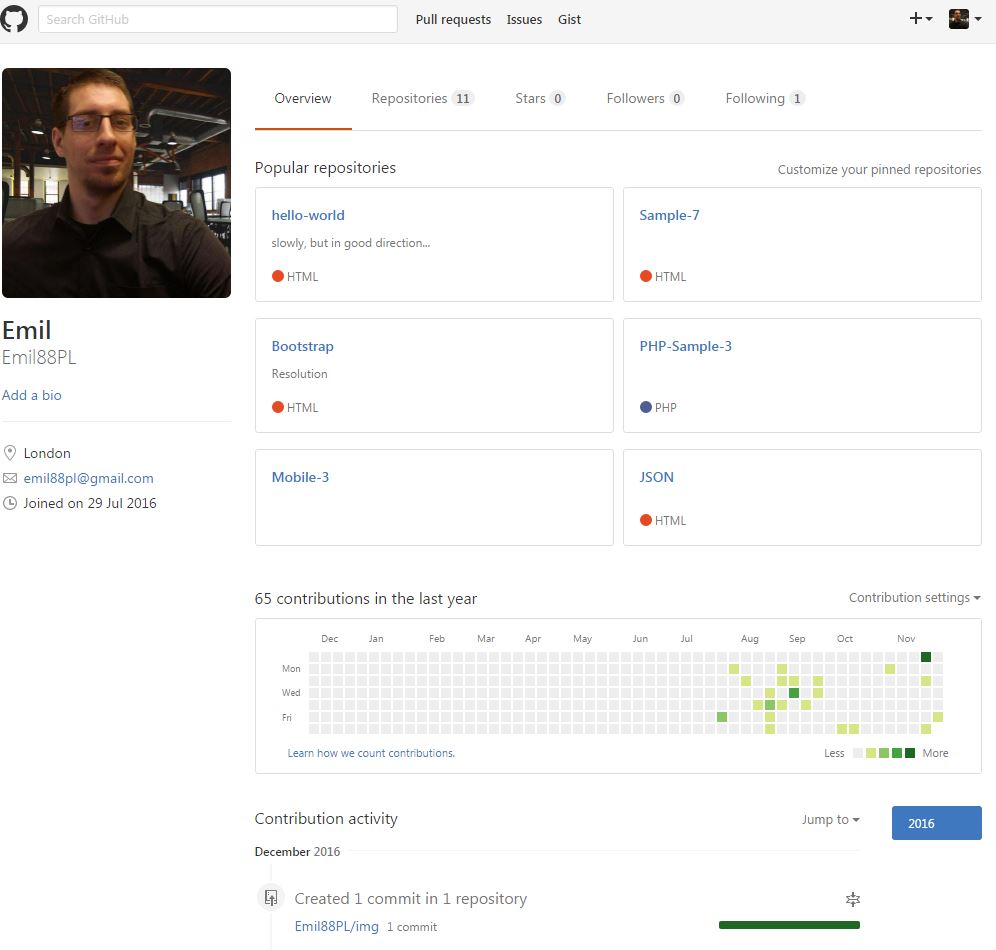 Search GitHub Pull requests Issues Gist
Overview Repositories 11 Stars 0 Followers 0 Following 1
Popular repositories Customize your pinned repositories
hello-world
slowly, but in good direction...
HTML
Sample-7
HTML
Bootstrap
Resolution
HTML
PHP-Sample-3
PHP
Mobile-3
JSON
HTML
Emil
Emil88PL
Add a bio
London
emil88pl@gmail.com
Joined on 29 Jul 2016
65 contributions in the last year Contribution settings
Dec Jan Feb Mar Apr May Jun Jul Aug Sep Oct Nov
Mon
Wed
Fri
Learn how we count contributions. Less More
Contribution activity Jump to 2016
December 2016
Created 1 commit in 1 repository
Emil88PL/img 1 commit